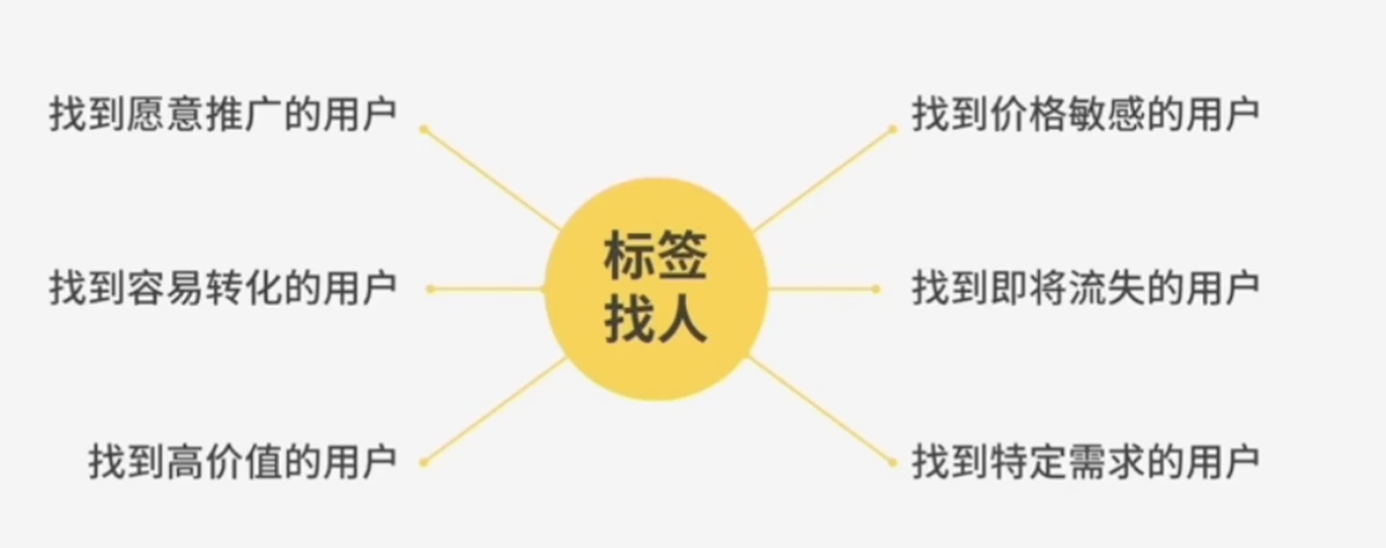 找到愿意推广的用户
找到价格敏感的用户
标签
找人
找到容易转化的用户
找到即将流失的用户
找到高价值的用户
找到特定需求的用户